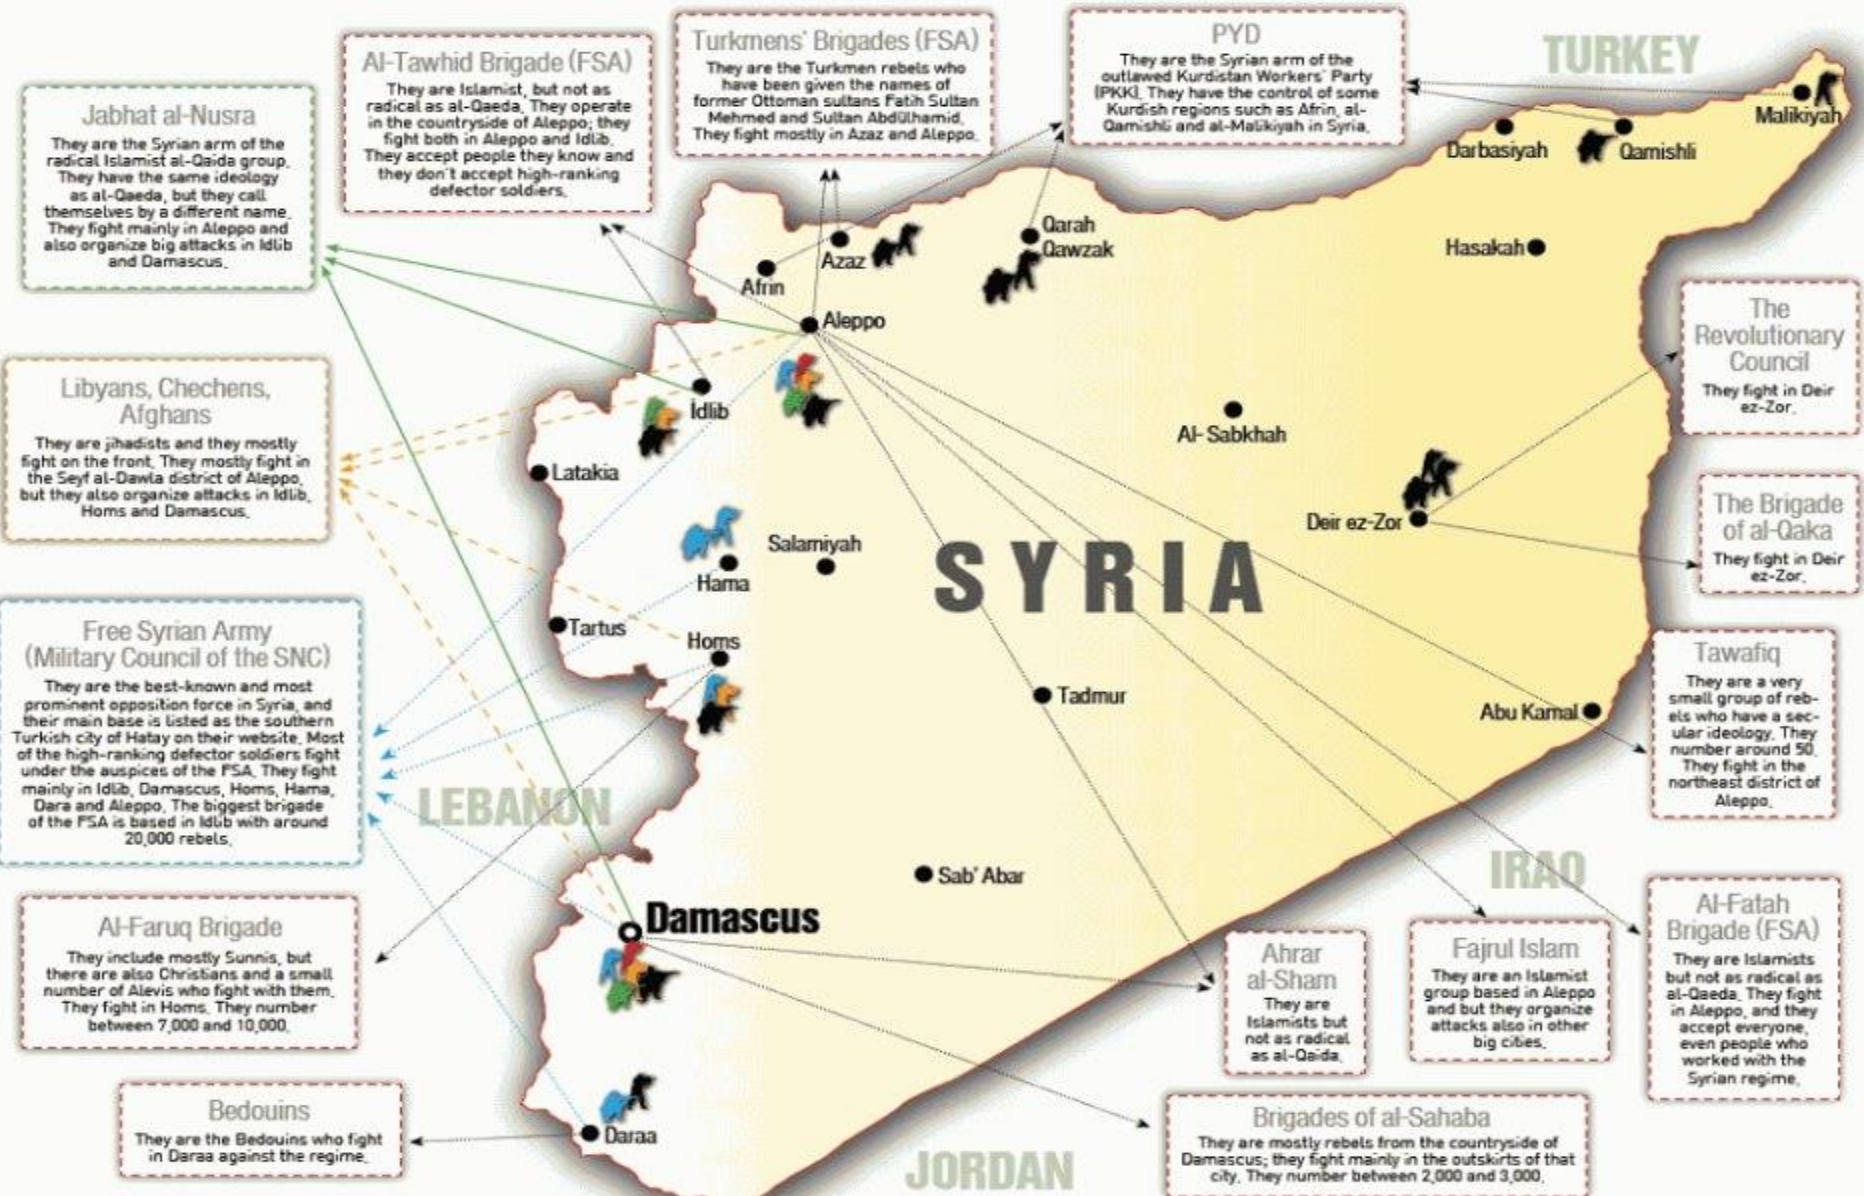 Jabhat al-Nusra
They are the Syrian arm of the
radical Islamist al-Qaida group.
They have the same ideology
as al-Qaeda, but they call
themselves by a different name.
They fight mainly in Aleppo and
also organize big attacks in Idlib
and Damascus.
Al-Tawhid Brigade (FSA)
They are Islamist, but not as
radical as al-Qaeda. They operate
in the countryside of Aleppo; they
fight both in Aleppo and Idlib.
They accept people they know and
they don't accept high-ranking
defector soldiers.
Turkmens' Brigades (FSA)
They are the Turkmen rebels who
have been given the names of
former Ottoman sultans Fatih Sultan
Mehmed and Sultan Abdülhamid.
They fight mostly in Azaz and Aleppo.
PYD
They are the Syrian arm of the
outlawed Kurdistan Workers' Party
(PKK). They have the control of some
Kurdish regions such as Afrin, al-
Qamishli and al-Malikiyah in Syria.
TURKEY
Malikiyah
Darbasiyah
Qamishli
Qarah
Qawzak
Hasakah
Azaz
Afrin
Aleppo
İdlib
Al- Sabkhah
Latakia
Deir ez-Zor
Salamiyah
Hama
SYRIA
Tartus
Homs
Tadmur
Abu Kamal
LEBANON
Sab' Abar
IRAQ
Damascus
Daraa
JORDAN
Libyans, Chechens,
Afghans
They are jihadists and they mostly
fight on the front. They mostly fight in
the Seyf al-Dawla district of Aleppo,
but they also organize attacks in Idlib,
Homs and Damascus.
Free Syrian Army
(Military Council of the SNC)
They are the best-known and most
prominent opposition force in Syria, and
their main base is listed as the southern
Turkish city of Hatay on their website. Most
of the high-ranking defector soldiers fight
under the auspices of the FSA. They fight
mainly in Idlib, Damascus, Homs, Hama,
Dara and Aleppo. The biggest brigade
of the FSA is based in Idlib with around
20,000 rebels.
Al-Faruq Brigade
They include mostly Sunnis, but
there are also Christians and a small
number of Alevis who fight with them.
They fight in Homs. They number
between 7,000 and 10,000.
Bedouins
They are the Bedouins who fight
in Daraa against the regime.
The
Revolutionary
Council
They fight in Deir
ez-Zor.
The Brigade
of al-Qaka
They fight in Deir
ez-Zor.
Tawafiq
They are a very
small group of reb-
els who have a sec-
ular ideology. They
number around 50.
They fight in the
northeast district of
Aleppo.
Ahrar
al-Sham
They are
Islamists but
not as radical
as al-Qaida.
Fajrul Islam
They are an Islamist
group based in Aleppo
and but they organize
attacks also in other
big cities.
Al-Fatah
Brigade (FSA)
They are Islamists
but not as radical as
al-Qaeda. They fight
in Aleppo, and they
accept everyone,
even people who
worked with the
Syrian regime.
Brigades of al-Sahaba
They are mostly rebels from the countryside of
Damascus; they fight mainly in the outskirts of that
city. They number between 2,000 and 3,000.